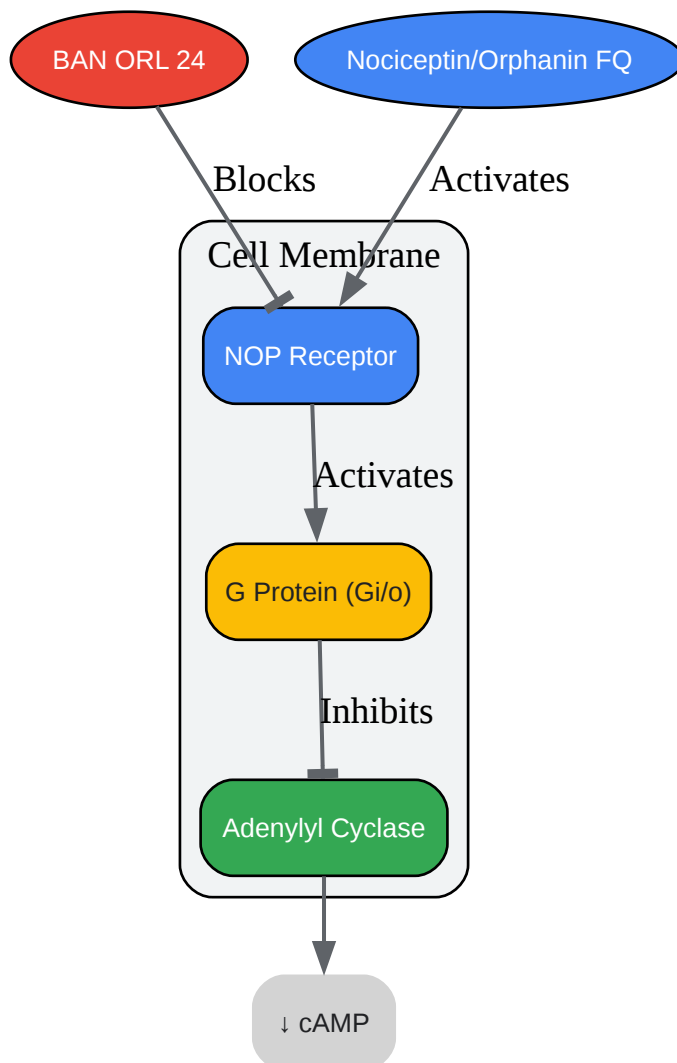 BAN ORL 24
Nociceptin/Orphanin FQ
Blocks
Activates
Cell Membrane
NOP Receptor
Activates
G Protein (Gi/o)
Inhibits
Adenylyl Cyclase
↓ cAMP